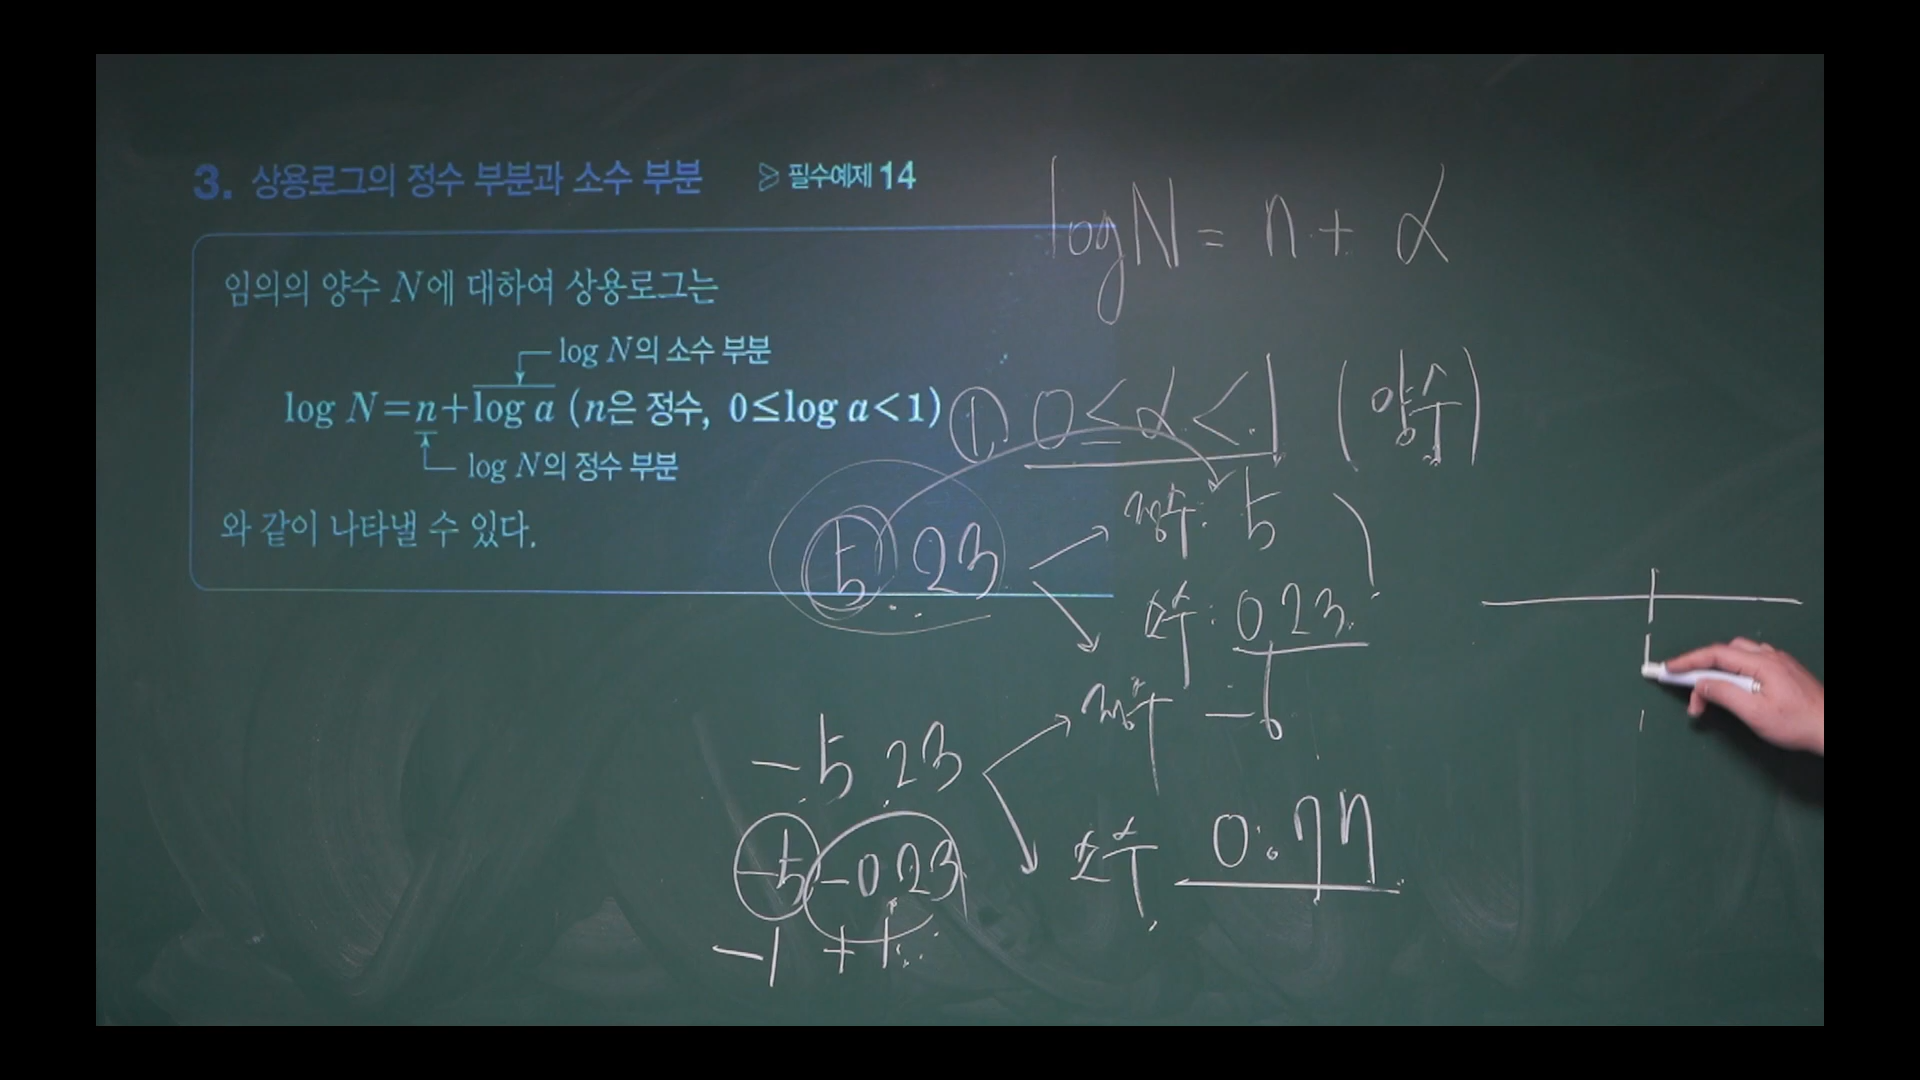 3. 상용로그의 정수 부분과 소수 부분 ▷ 필수예제 14
임의의 양수 N에 대하여 상용로그는
log N의 소수 부분
log N=n+log a (n은 정수, 0≤log a<1)
log N의 정수 부분
와 같이 나타낼 수 있다.
log N = n + α
① 0 ≤ α < 1 (양수)
5.23
정수: 5
소수: 0.23
-5.23
정수 -6
소수 0.77
-5 -0.23
-1 +1